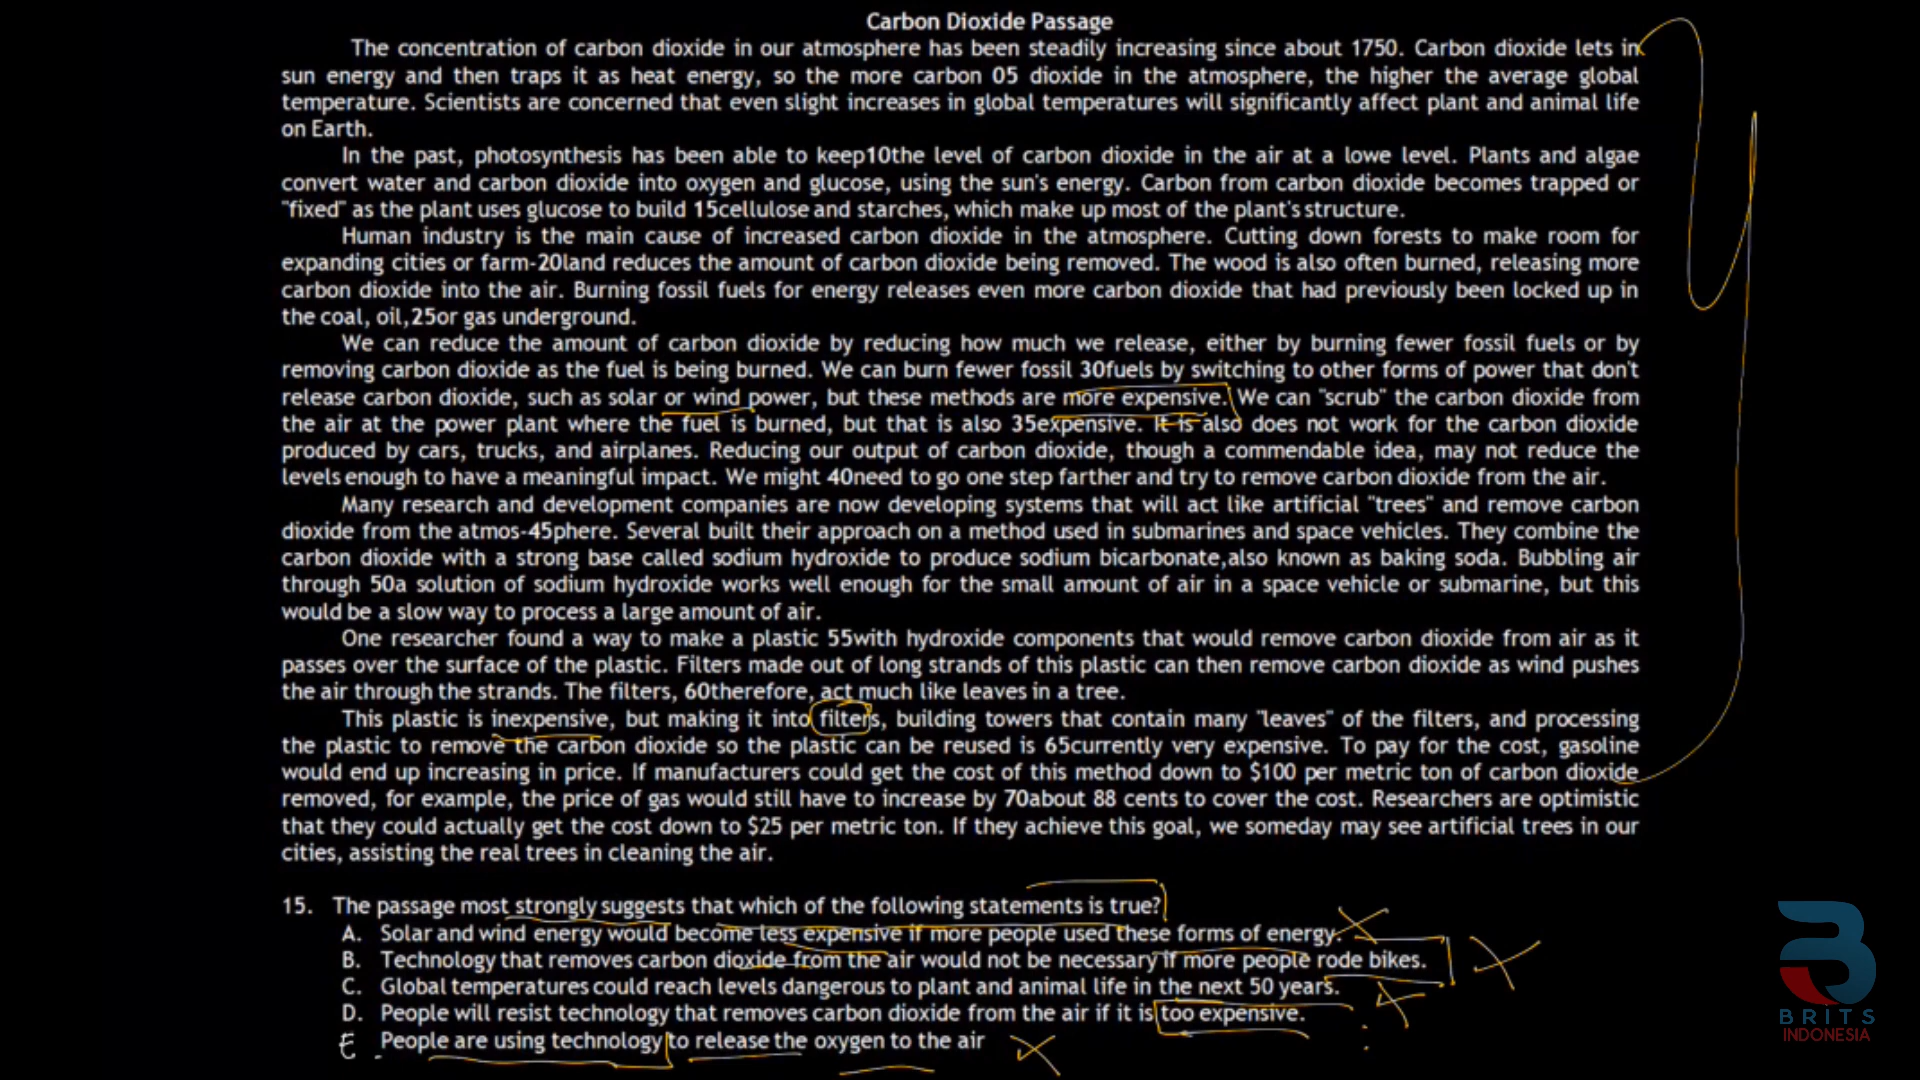 Carbon Dioxide Passage
The concentration of carbon dioxide in our atmosphere has been steadily increasing since about 1750. Carbon dioxide lets in
sun energy and then traps it as heat energy, so the more carbon 05 dioxide in the atmosphere, the higher the average global
temperature. Scientists are concerned that even slight increases in global temperatures will significantly affect plant and animal life
on Earth.
In the past, photosynthesis has been able to keep10the level of carbon dioxide in the air at a lowe level. Plants and algae
convert water and carbon dioxide into oxygen and glucose, using the sun's energy. Carbon from carbon dioxide becomes trapped or
"fixed" as the plant uses glucose to build 15cellulose and starches, which make up most of the plant's structure.
Human industry is the main cause of increased carbon dioxide in the atmosphere. Cutting down forests to make room for
expanding cities or farm-20land reduces the amount of carbon dioxide being removed. The wood is also often burned, releasing more
carbon dioxide into the air. Burning fossil fuels for energy releases even more carbon dioxide that had previously been locked up in
the coal, oil,25or gas underground.
We can reduce the amount of carbon dioxide by reducing how much we release, either by burning fewer fossil fuels or by
removing carbon dioxide as the fuel is being burned. We can burn fewer fossil 30fuels by switching to other forms of power that don't
release carbon dioxide, such as solar or wind power, but these methods are more expensive. We can "scrub" the carbon dioxide from
the air at the power plant where the fuel is burned, but that is also 35expensive. It is also does not work for the carbon dioxide
produced by cars, trucks, and airplanes. Reducing our output of carbon dioxide, though a commendable idea, may not reduce the
levels enough to have a meaningful impact. We might 40need to go one step farther and try to remove carbon dioxide from the air.
Many research and development companies are now developing systems that will act like artificial "trees" and remove carbon
dioxide from the atmos-45phere. Several built their approach on a method used in submarines and space vehicles. They combine the
carbon dioxide with a strong base called sodium hydroxide to produce sodium bicarbonate,also known as baking soda. Bubbling air
through 50a solution of sodium hydroxide works well enough for the small amount of air in a space vehicle or submarine, but this
would be a slow way to process a large amount of air.
One researcher found a way to make a plastic 55with hydroxide components that would remove carbon dioxide from air as it
passes over the surface of the plastic. Filters made out of long strands of this plastic can then remove carbon dioxide as wind pushes
the air through the strands. The filters, 60therefore, act much like leaves in a tree.
This plastic is inexpensive, but making it into filters, building towers that contain many "leaves" of the filters, and processing
the plastic to remove the carbon dioxide so the plastic can be reused is 65currently very expensive. To pay for the cost, gasoline
would end up increasing in price. If manufacturers could get the cost of this method down to $100 per metric ton of carbon dioxide
removed, for example, the price of gas would still have to increase by 70about 88 cents to cover the cost. Researchers are optimistic
that they could actually get the cost down to $25 per metric ton. If they achieve this goal, we someday may see artificial trees in our
cities, assisting the real trees in cleaning the air.
15. The passage most strongly suggests that which of the following statements is true?
A. Solar and wind energy would become less expensive if more people used these forms of energy.
B. Technology that removes carbon dioxide from the air would not be necessary if more people rode bikes.
C. Global temperatures could reach levels dangerous to plant and animal life in the next 50 years.
D. People will resist technology that removes carbon dioxide from the air if it is too expensive.
E. People are using technology to release the oxygen to the air
BRITS
INDONESIA